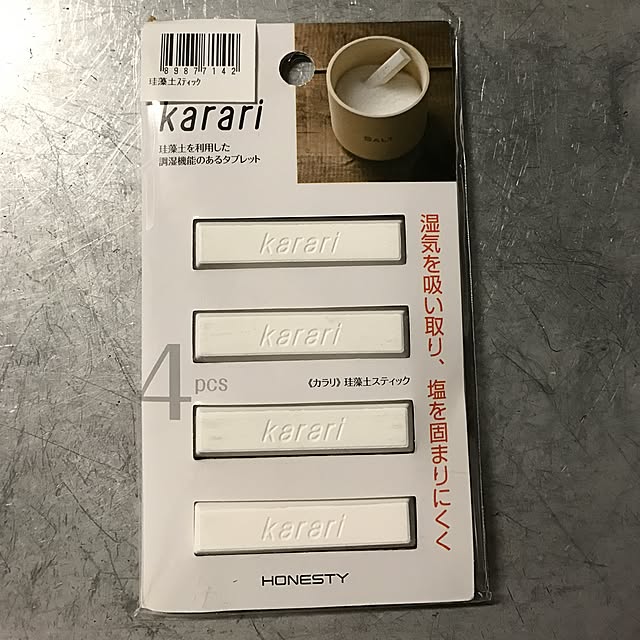 89877142
珪藻土スティック
karari
珪藻土を利用した
調湿機能のあるタブレット
SALT
湿気を吸い取り、塩を固まりにくく
karari
karari
4pcs
《カラリ》珪藻土スティック
karari
karari
HONESTY